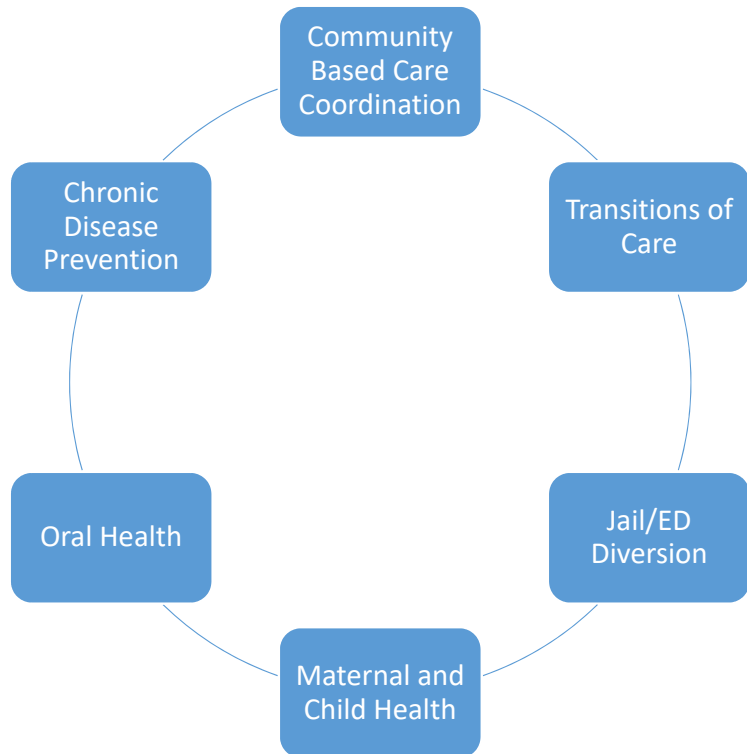 Community
Based Care
Coordination
Transitions of
Care
Jail/ED
Diversion
Maternal and
Child Health
Oral Health
Chronic
Disease
Prevention